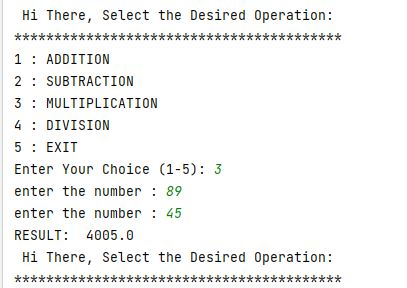 Hi There, Select the Desired Operation:
*****************************************
1 : ADDITION
2 : SUBTRACTION
3 : MULTIPLICATION
4 : DIVISION
5 : EXIT
Enter Your Choice (1-5): 3
enter the number : 89
enter the number : 45
RESULT:  4005.0
Hi There, Select the Desired Operation:
*****************************************